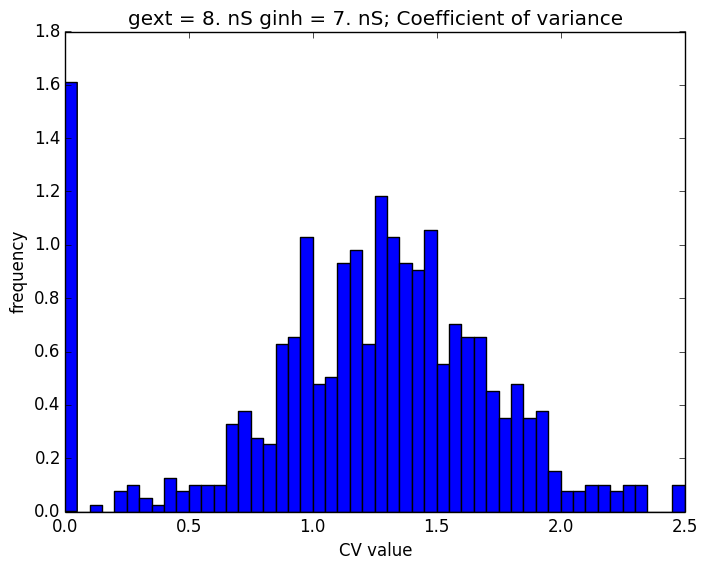 gext = 8. nS ginh = 7. nS; Coefficient of variance
1.8
1.6
1.4
1.2
1.0
0.8
0.6
0.4
0.2
0.0
frequency
0.0 0.5 1.0 1.5 2.0 2.5
CV value